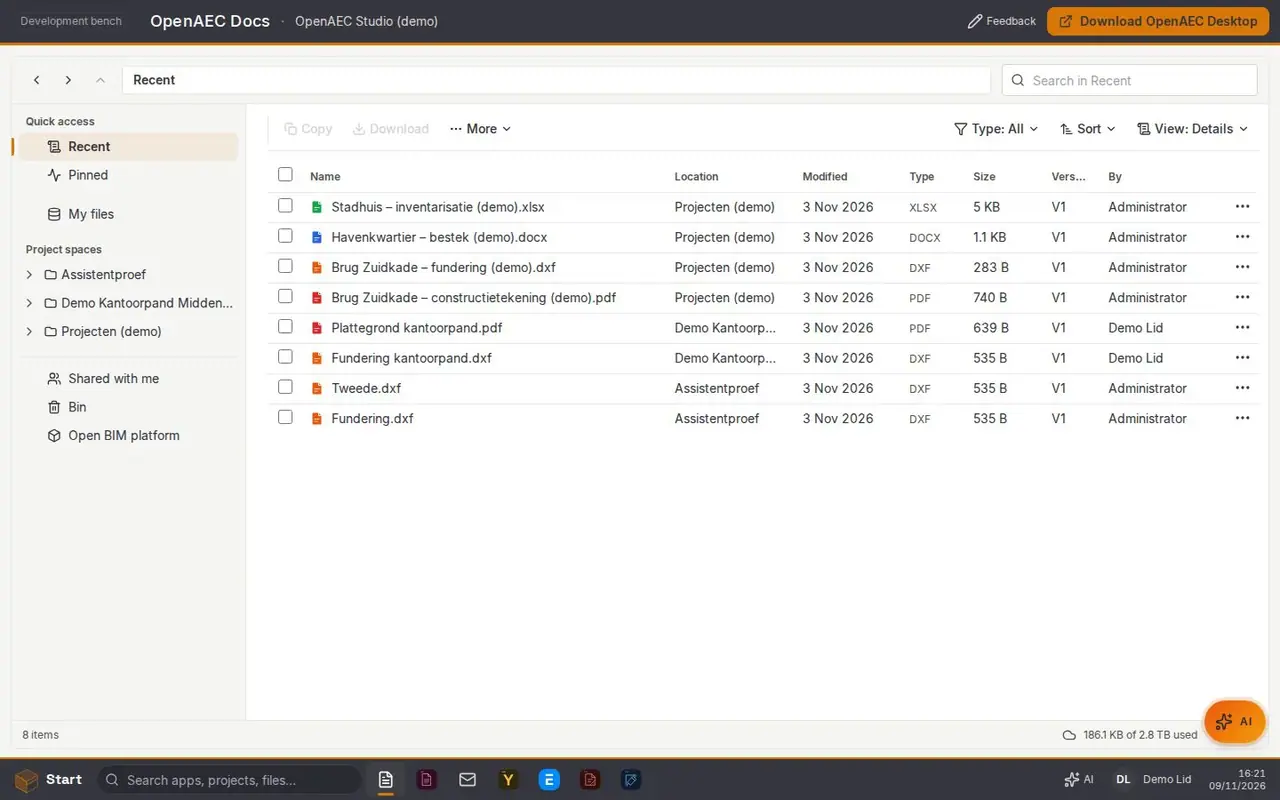 Development bench
OpenAEC Docs · OpenAEC Studio (demo)
Feedback
Download OpenAEC Desktop
Recent
Search in Recent
Quick access
Recent
Pinned
My files
Project spaces
Assistentproef
Demo Kantoorpand Midden...
Projecten (demo)
Shared with me
Bin
Open BIM platform
Copy Download ··· More Type: All Sort View: Details
Name Location Modified Type Size Vers... By
Stadhuis – inventarisatie (demo).xlsx Projecten (demo) 3 Nov 2026 XLSX 5 KB V1 Administrator
Havenkwartier – bestek (demo).docx Projecten (demo) 3 Nov 2026 DOCX 1.1 KB V1 Administrator
Brug Zuidkade – fundering (demo).dxf Projecten (demo) 3 Nov 2026 DXF 283 B V1 Administrator
Brug Zuidkade – constructietekening (demo).pdf Projecten (demo) 3 Nov 2026 PDF 740 B V1 Administrator
Plattegrond kantoorpand.pdf Demo Kantoorp... 3 Nov 2026 PDF 639 B V1 Demo Lid
Fundering kantoorpand.dxf Demo Kantoorp... 3 Nov 2026 DXF 535 B V1 Demo Lid
Tweede.dxf Assistentproef 3 Nov 2026 DXF 535 B V1 Administrator
Fundering.dxf Assistentproef 3 Nov 2026 DXF 535 B V1 Administrator
8 items
186.1 KB of 2.8 TB used
AI
Start
Search apps, projects, files...
Y
E
AI
DL Demo Lid
16:21
09/11/2026